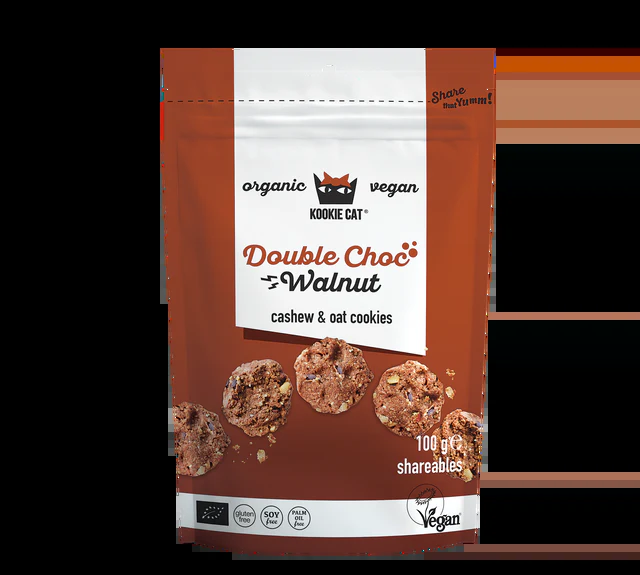 Share
that Yumm!
organic vegan
KOOKIE CAT®
Double Choc
Walnut
cashew & oat cookies
100 g ℮
shareables
gluten
free
SOY
free
PALM
OIL
free
Vegan